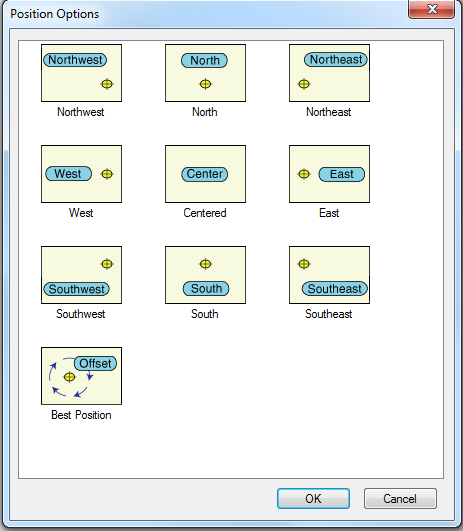 Position Options
Northwest North Northeast
Northwest North Northeast
West Center East
West Centered East
Southwest South Southeast
Southwest South Southeast
Offset
Best Position
OK Cancel